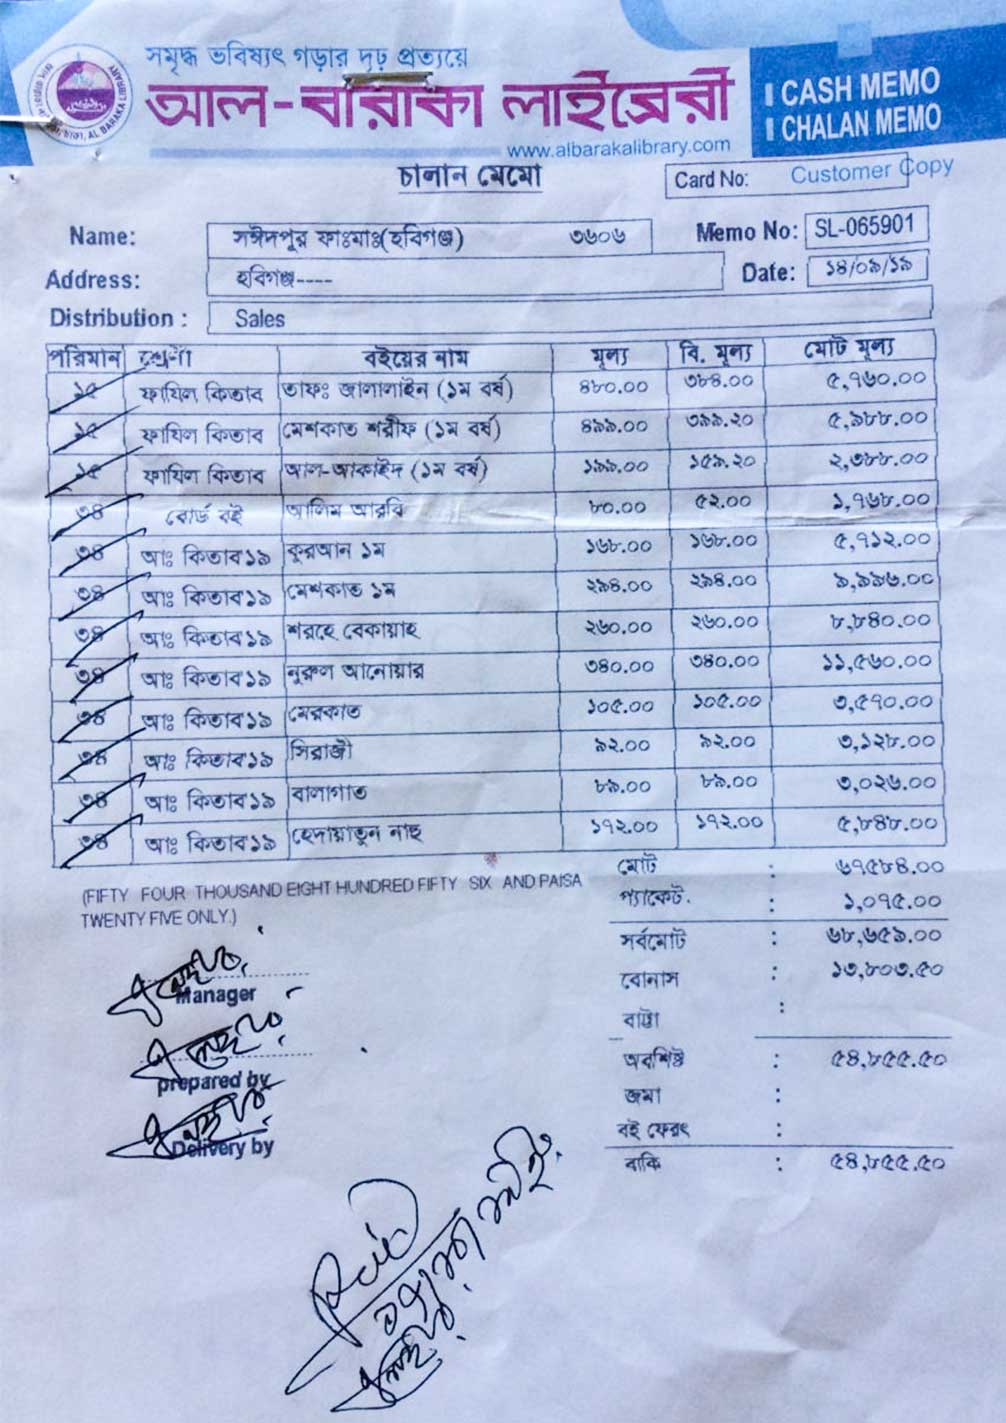 সমৃদ্ধ ভবিষ্যৎ গড়ার দৃঢ় প্রত্যয়ে
আল-বারাকা লাইব্রেরী
AL BARAKA LIBRARY
CASH MEMO
CHALAN MEMO
www.albarakalibrary.com
চালান মেমো
Card No: Customer Copy
Name: সঈদপুর ফাঃমাঃ(হবিগঞ্জ) ৩৬০৬ Memo No: SL-065901
Address: হবিগঞ্জ---- Date: ১৪/০৯/১৯
Distribution : Sales
পরিমান শ্রেণী বইয়ের নাম মূল্য বি. মূল্য মোট মূল্য
১৫ ফাযিল কিতাব তাফঃ জালালাইন (১ম বর্ষ) ৪৮০.০০ ৩৮৪.০০ ৫,৭৬০.০০
১৫ ফাযিল কিতাব মেশকাত শরীফ (১ম বর্ষ) ৪৯৯.০০ ৩৯৯.২০ ৫,৯৮৮.০০
১৫ ফাযিল কিতাব আল-আকাইদ (১ম বর্ষ) ১৯৯.০০ ১৫৯.২০ ২,৩৮৮.০০
৩৪ বোর্ড বই আলিম আরবি ৮০.০০ ৫২.০০ ১,৭৬৮.০০
৩৪ আঃ কিতাব১৯ কুরআন ১ম ১৬৮.০০ ১৬৮.০০ ৫,৭১২.০০
৩৪ আঃ কিতাব১৯ মেশকাত ১ম ২৯৪.০০ ২৯৪.০০ ৯,৯৯৬.০০
৩৪ আঃ কিতাব১৯ শরহে বেকায়াহ ২৬০.০০ ২৬০.০০ ৮,৮৪০.০০
৩৪ আঃ কিতাব১৯ নুরুল আনোয়ার ৩৪০.০০ ৩৪০.০০ ১১,৫৬০.০০
৩৪ আঃ কিতাব১৯ মেরকাত ১০৫.০০ ১০৫.০০ ৩,৫৭০.০০
৩৪ আঃ কিতাব১৯ সিরাজী ৯২.০০ ৯২.০০ ৩,১২৮.০০
৩৪ আঃ কিতাব১৯ বালাগাত ৮৯.০০ ৮৯.০০ ৩,০২৬.০০
৩৪ আঃ কিতাব১৯ হেদায়াতুন নাহু ১৭২.০০ ১৭২.০০ ৫,৮৪৮.০০
মোট : ৬৭৫৮৪.০০
(FIFTY FOUR THOUSAND EIGHT HUNDRED FIFTY SIX AND PAISA
TWENTY FIVE ONLY.)
প্যাকেট. : ১,০৭৫.০০
সর্বমোট : ৬৮,৬৫৯.০০
বোনাস : ১৩,৮০৩.৫০
Manager
বাট্টা :
অবশিষ্ট : ৫৪,৮৫৫.৫০
prepared by
জমা :
বই ফেরৎ :
Delivery by
বাকি : ৫৪,৮৫৫.৫০
Paid